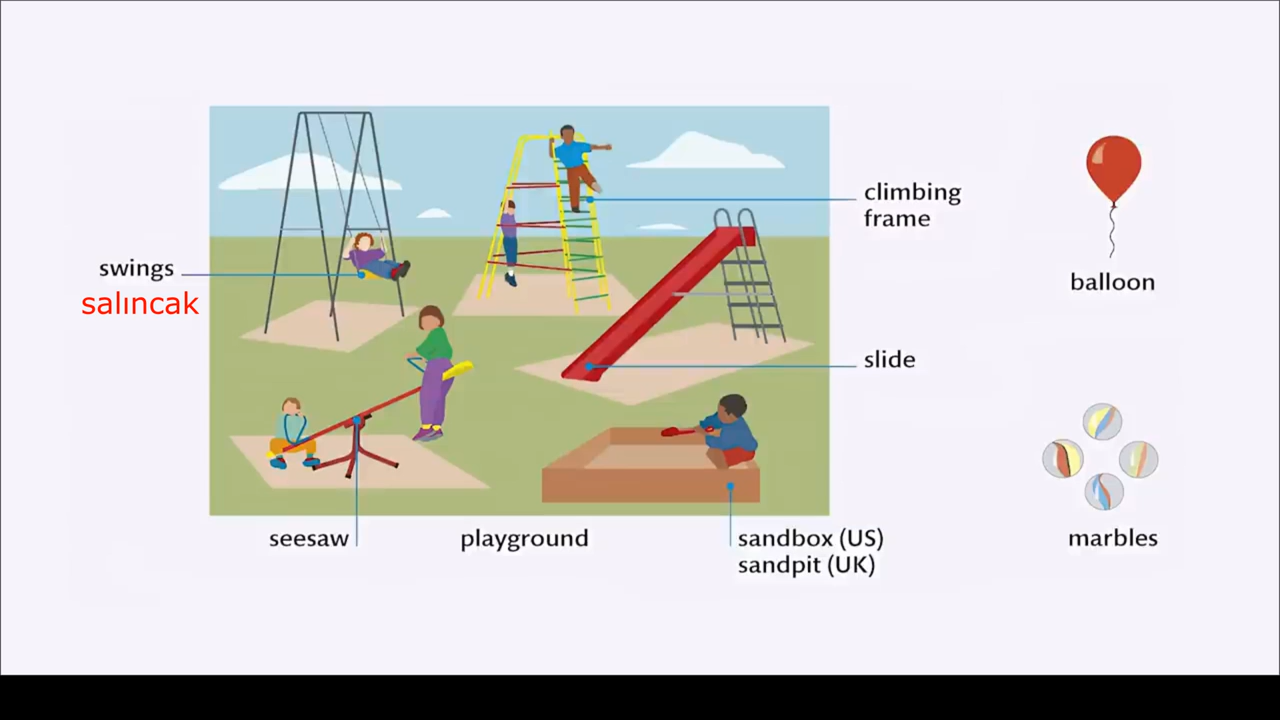 climbing
frame
swings
salıncak
balloon
slide
seesaw
playground
sandbox (US)
sandpit (UK)
marbles